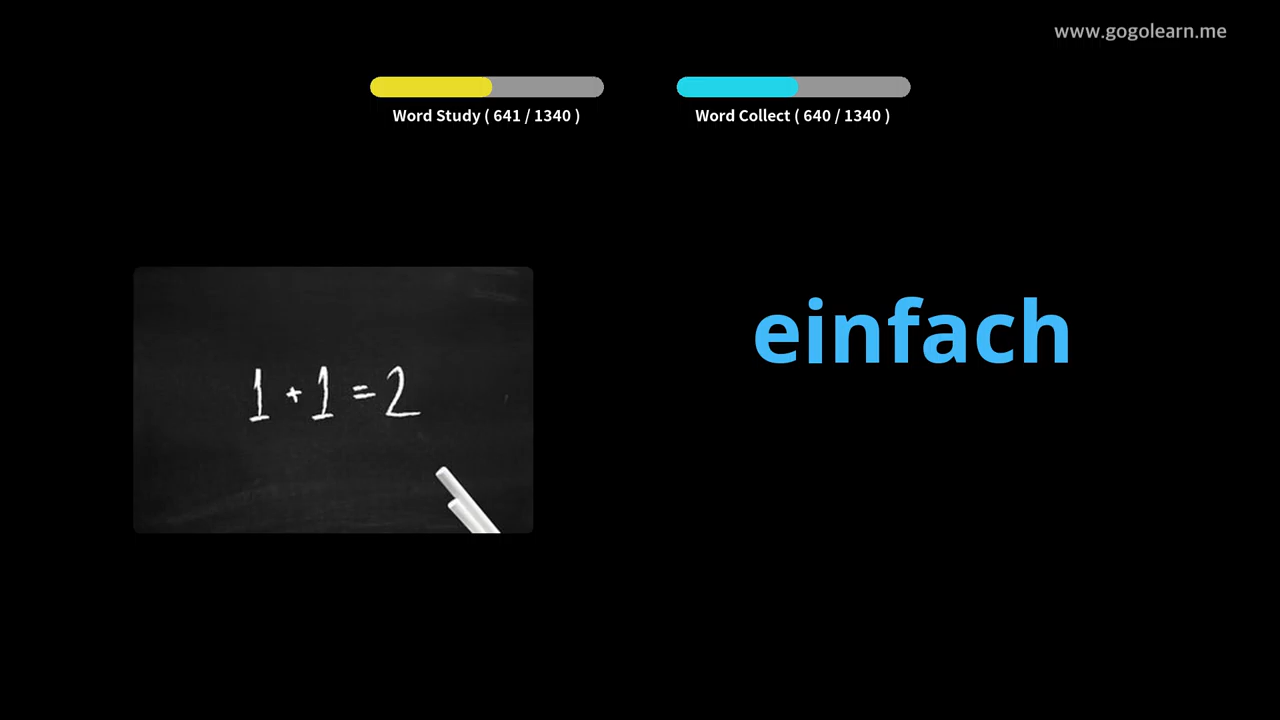 www.gogolearn.me
Word Study ( 641 / 1340 )
Word Collect ( 640 / 1340 )
einfach
1 + 1 = 2